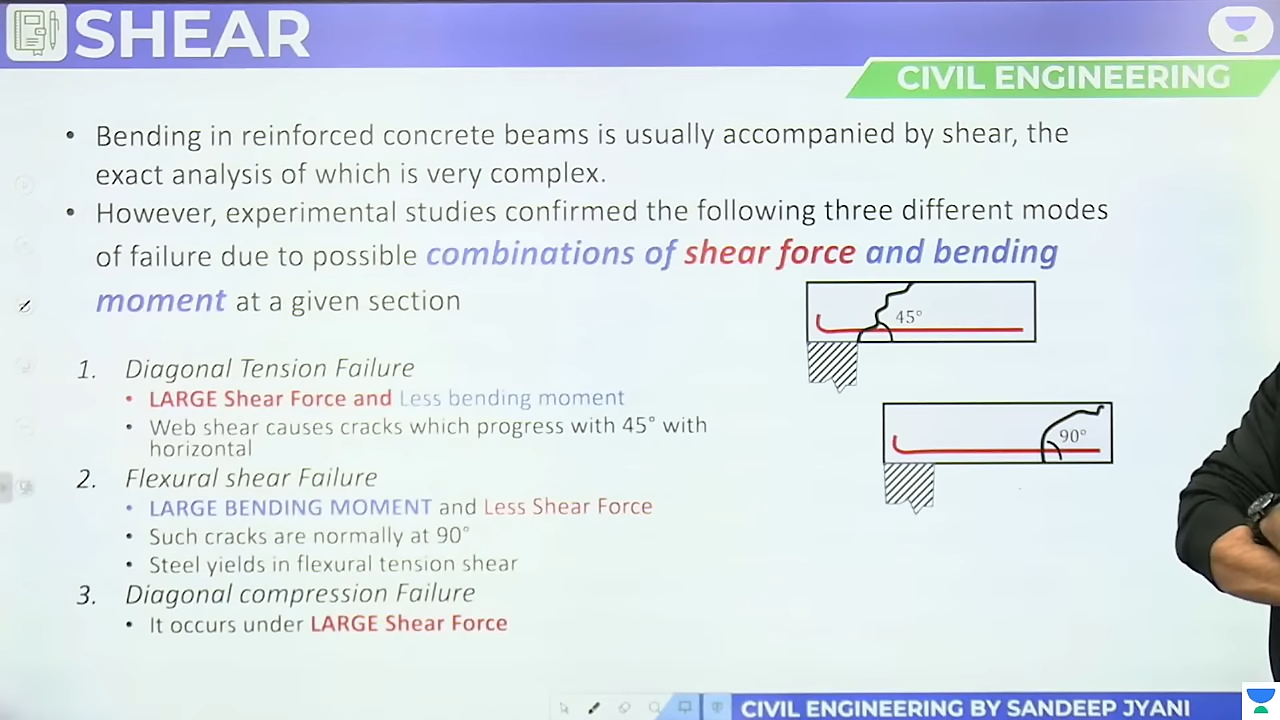 SHEAR
CIVIL ENGINEERING
• Bending in reinforced concrete beams is usually accompanied by shear, the
exact analysis of which is very complex.
• However, experimental studies confirmed the following three different modes
of failure due to possible combinations of shear force and bending
moment at a given section
45°
1. Diagonal Tension Failure
• LARGE Shear Force and Less bending moment
• Web shear causes cracks which progress with 45° with
horizontal
90°
2. Flexural shear Failure
• LARGE BENDING MOMENT and Less Shear Force
• Such cracks are normally at 90°
• Steel yields in flexural tension shear
3. Diagonal compression Failure
• It occurs under LARGE Shear Force
CIVIL ENGINEERING BY SANDEEP JYANI